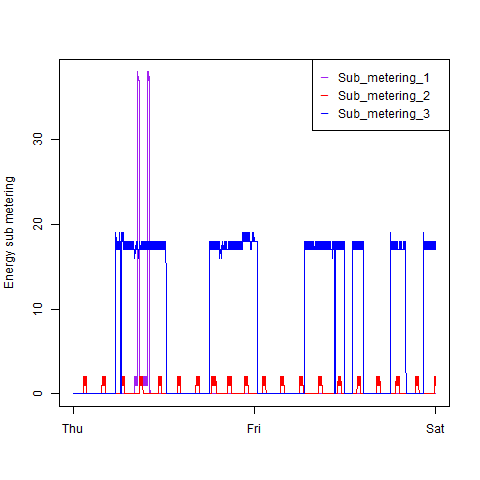 Sub_metering_1
Sub_metering_2
Sub_metering_3
Energy sub metering
30
20
10
0
Thu Fri Sat